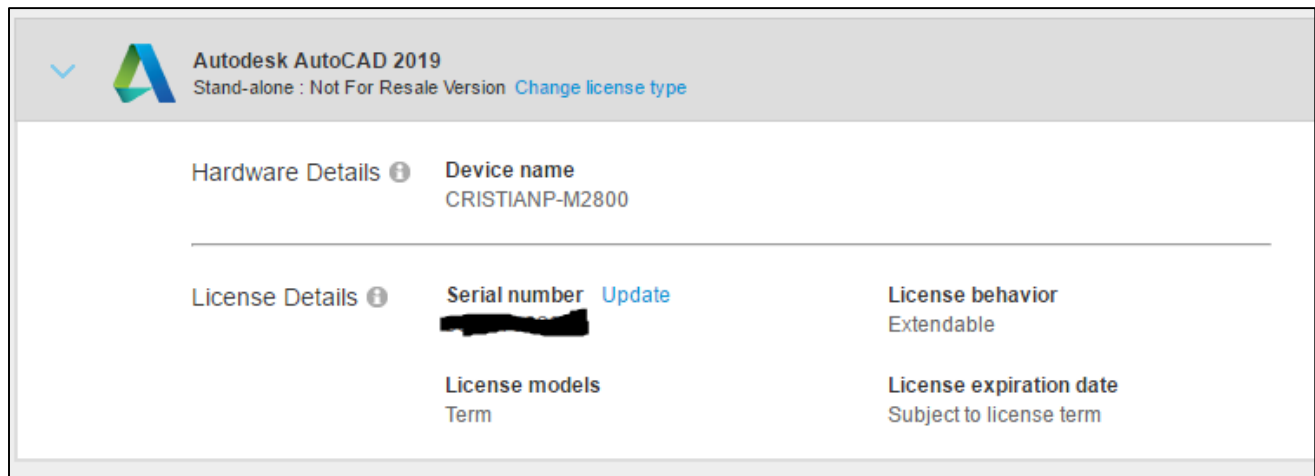 Autodesk AutoCAD 2019
Stand-alone : Not For Resale Version Change license type
Hardware Details
Device name
CRISTIANP-M2800
License Details
Serial number Update
License behavior
Extendable
License models
Term
License expiration date
Subject to license term